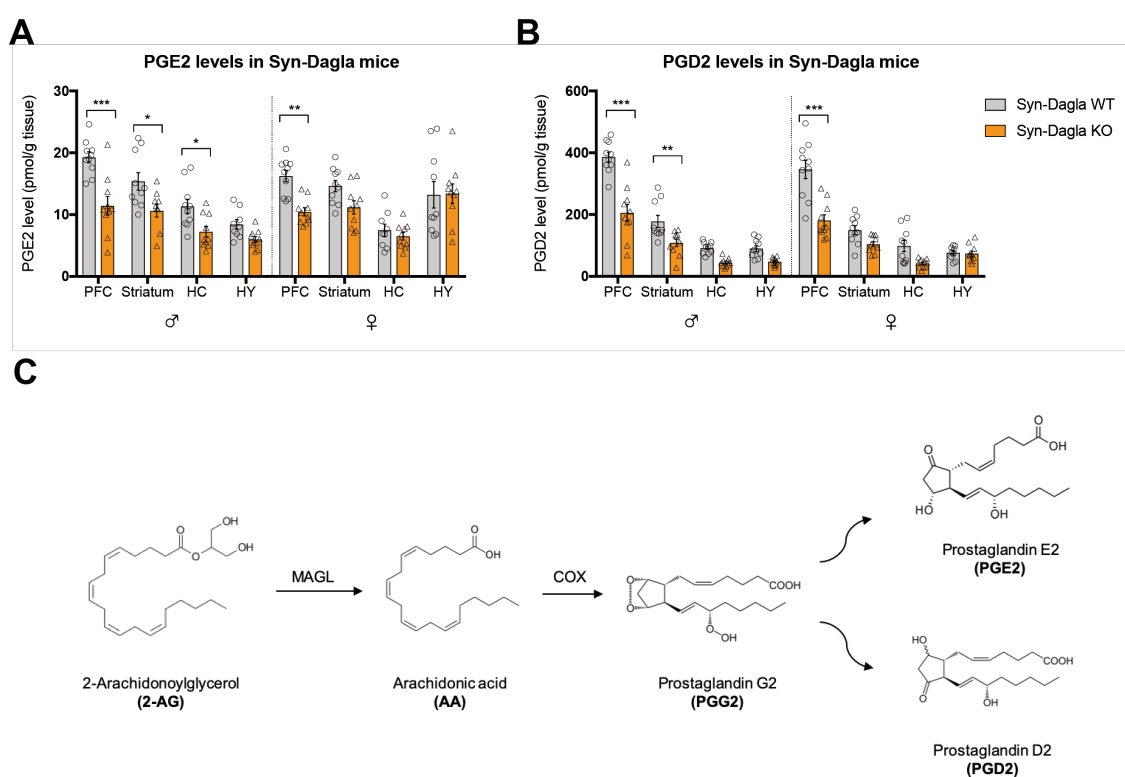 A
B
PGE2 levels in Syn-Dagla mice
PGD2 levels in Syn-Dagla mice
PGE2 level (pmol/g tissue)
30
20
10
0
***
*
*
**
PFC Striatum HC HY PFC Striatum HC HY
♂ ♀
PGD2 level (pmol/g tissue)
600
400
200
0
***
**
***
PFC Striatum HC HY PFC Striatum HC HY
♂ ♀
Syn-Dagla WT
Syn-Dagla KO
C
O
O
OH
OH
2-Arachidonoylglycerol
(2-AG)
MAGL
O
OH
Arachidonic acid
(AA)
COX
O
O
COOH
O
OH
Prostaglandin G2
(PGG2)
O
O
OH
HO
OH
Prostaglandin E2
(PGE2)
HO
COOH
O
OH
Prostaglandin D2
(PGD2)